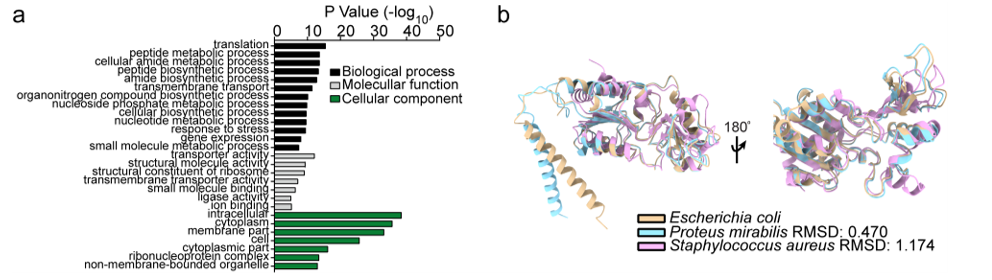 a
P Value (-log10)
0 10 20 30 40 50
translation
peptide metabolic process
cellular amide metabolic process
peptide biosynthetic process
amide biosynthetic process
transmembrane transport
organonitrogen compound biosynthetic process
nucleoside phosphate metabolic process
cellular biosynthetic process
nucleotide metabolic process
response to stress
gene expression
small molecule metabolic process
transporter activity
structural molecule activity
structural constituent of ribosome
transmembrane transporter activity
small molecule binding
ligase activity
ion binding
intracellular
cytoplasm
membrane part
cell
cytoplasmic part
ribonucleoprotein complex
non-membrane-bounded organelle
Biological process
Molecullar function
Cellular component
b
180°
Escherichia coli
Proteus mirabilis RMSD: 0.470
Staphylococcus aureus RMSD: 1.174